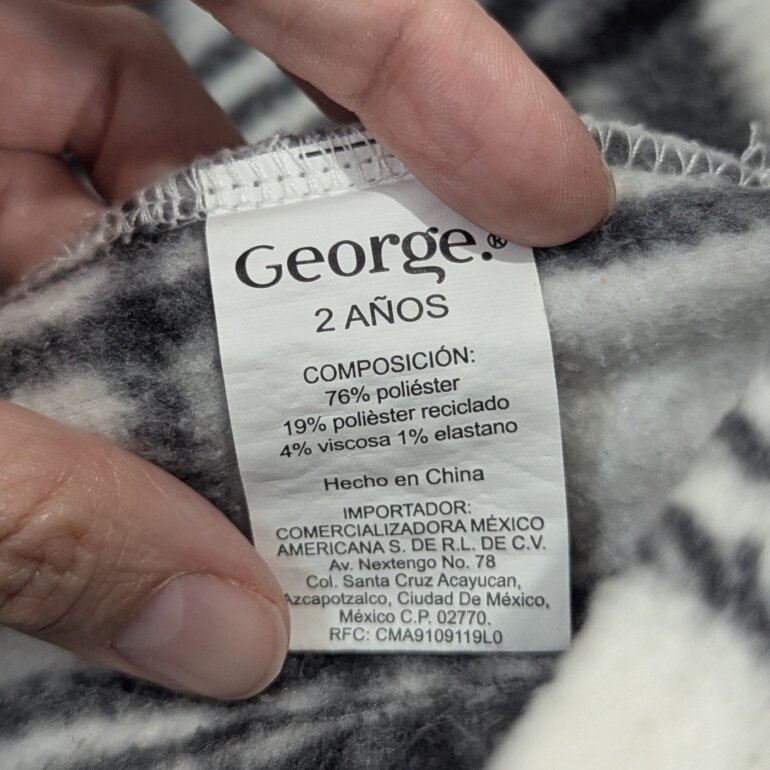 George.®
2 AÑOS
COMPOSICIÓN:
76% poliéster
19% polièster reciclado
4% viscosa 1% elastano
Hecho en China
IMPORTADOR:
COMERCIALIZADORA MÉXICO
AMERICANA S. DE R.L. DE C.V.
Av. Nextengo No. 78
Col. Santa Cruz Acayucan,
Azcapotzalco, Ciudad De México,
México C.P. 02770.
RFC: CMA9109119L0